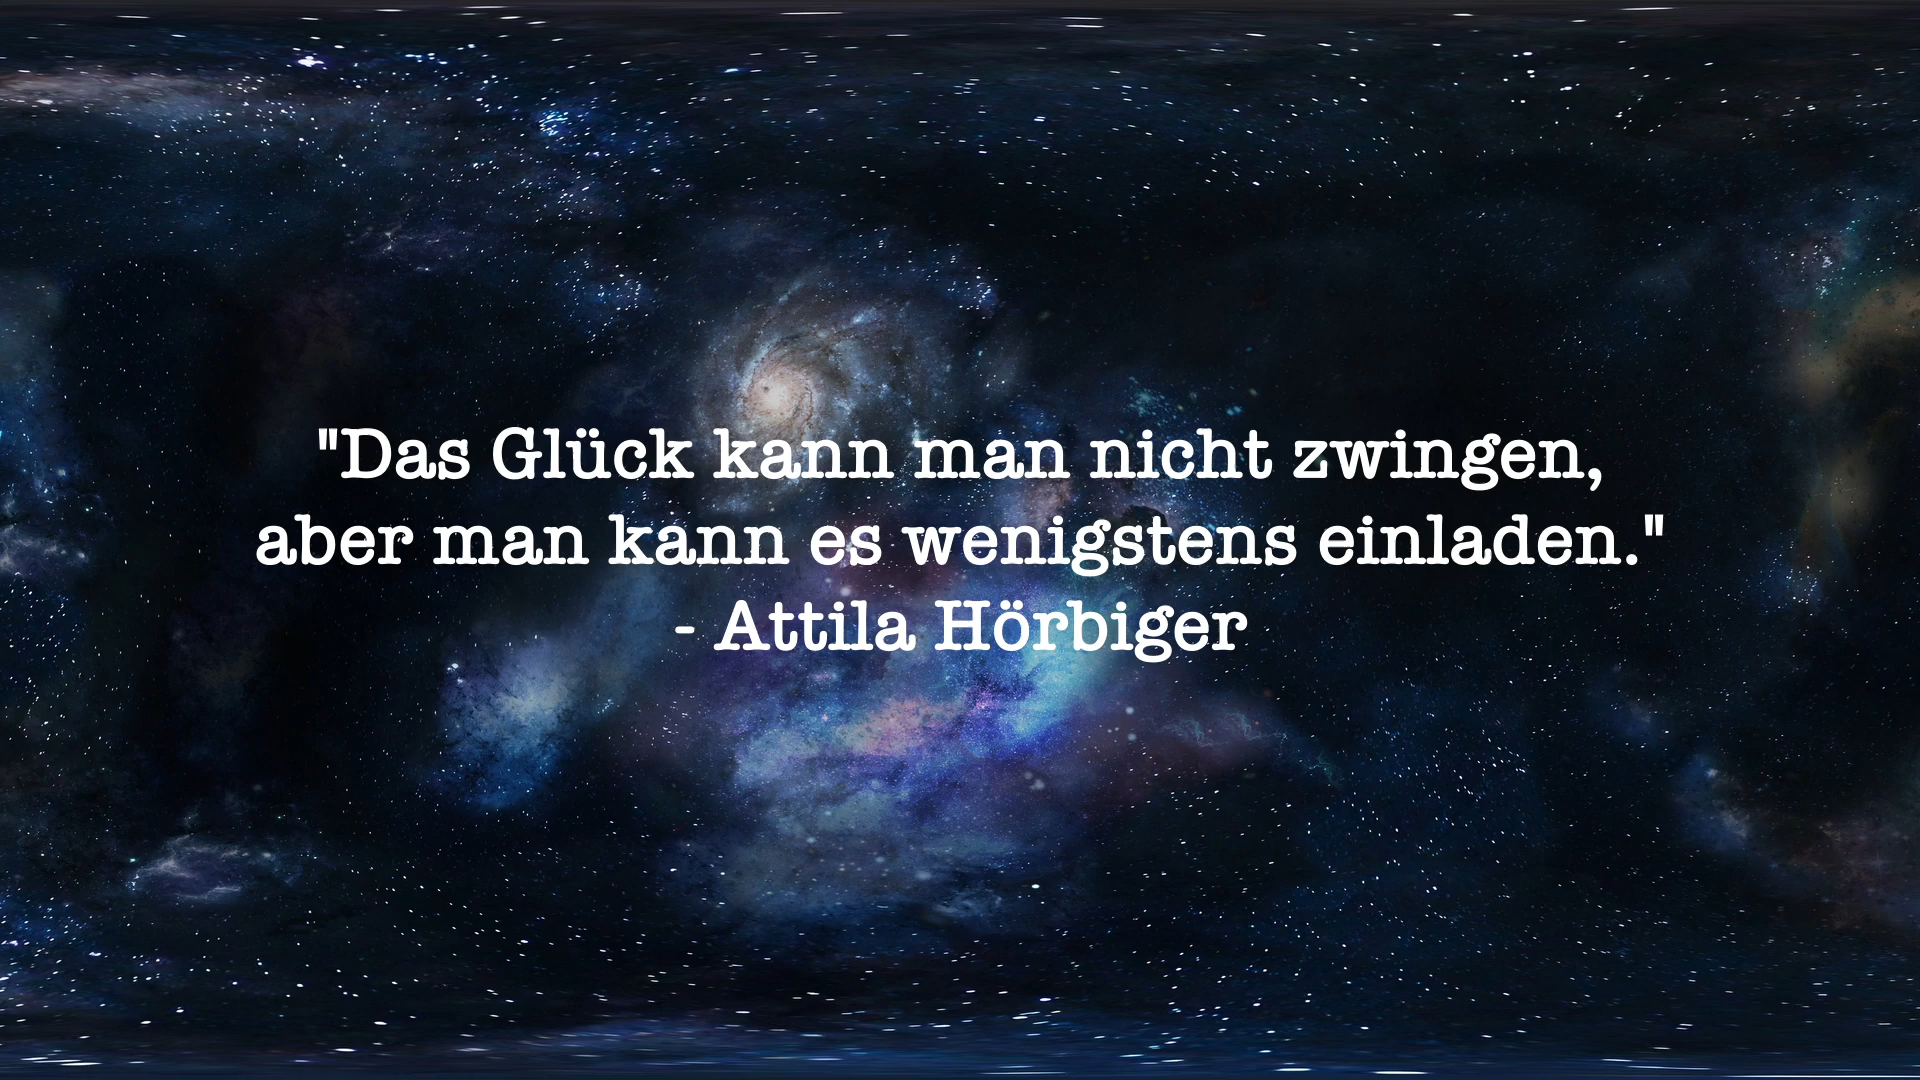 "Das Glück kann man nicht zwingen,
aber man kann es wenigstens einladen."
- Attila Hörbiger